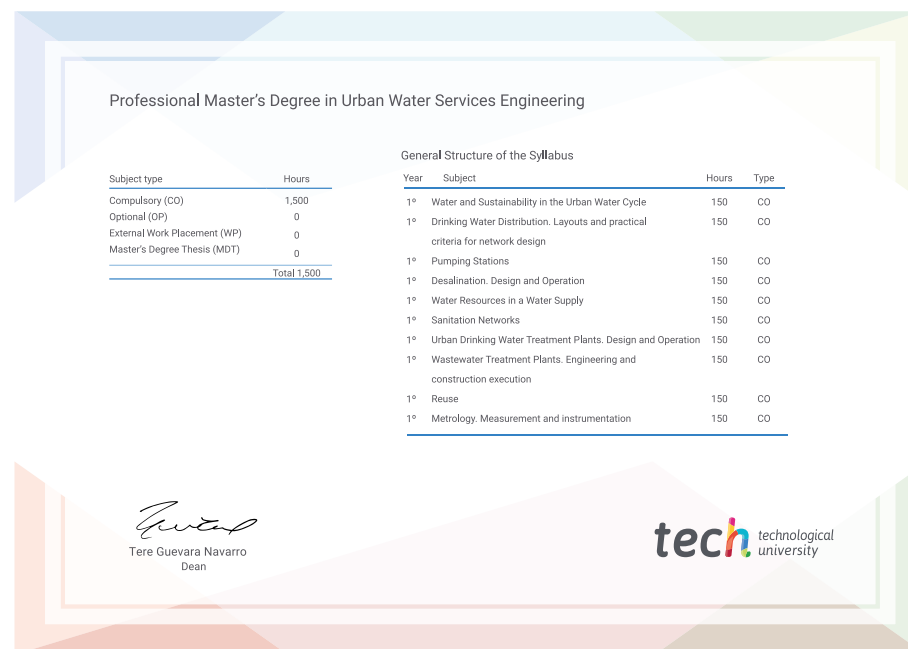 Professional Master's Degree in Urban Water Services Engineering
Subject type Hours
Compulsory (CO) 1,500
Optional (OP) 0
External Work Placement (WP) 0
Master's Degree Thesis (MDT) 0
Total 1,500
General Structure of the Syllabus
Year Subject Hours Type
1º Water and Sustainability in the Urban Water Cycle 150 CO
1º Drinking Water Distribution. Layouts and practical 150 CO
criteria for network design
1º Pumping Stations 150 CO
1º Desalination. Design and Operation 150 CO
1º Water Resources in a Water Supply 150 CO
1º Sanitation Networks 150 CO
1º Urban Drinking Water Treatment Plants. Design and Operation 150 CO
1º Wastewater Treatment Plants. Engineering and 150 CO
construction execution
1º Reuse 150 CO
1º Metrology. Measurement and instrumentation 150 CO
Tere Guevara Navarro
Dean
tech technological
university